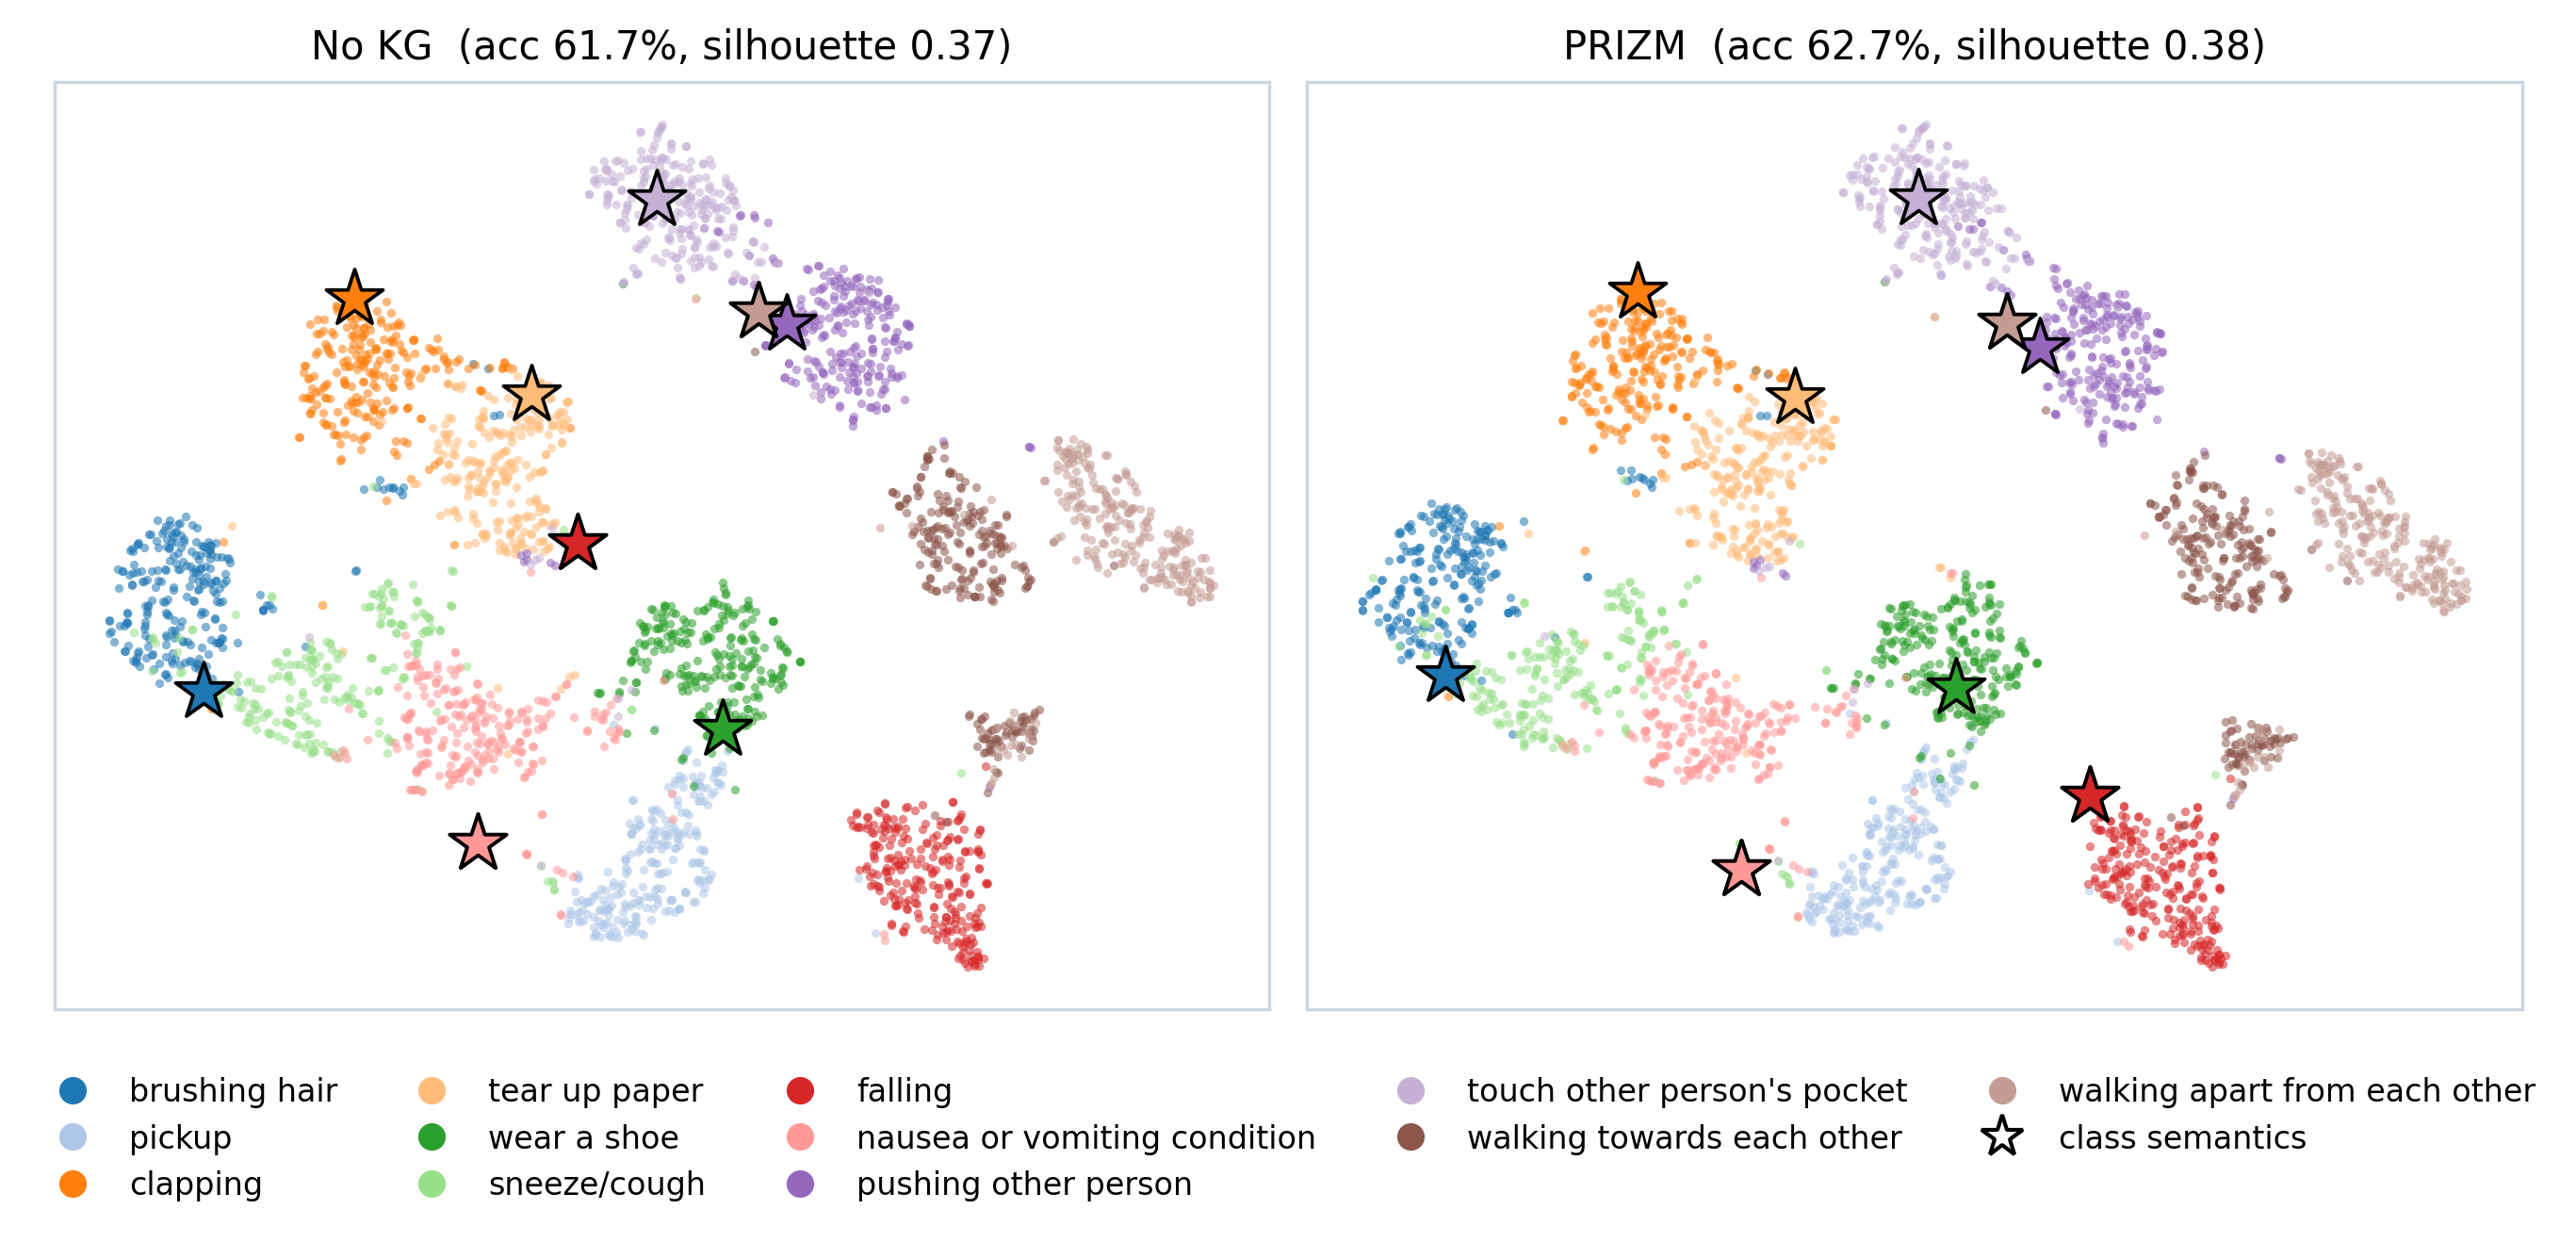 No KG  (acc 61.7%, silhouette 0.37)
PRIZM  (acc 62.7%, silhouette 0.38)
brushing hair
pickup
clapping
tear up paper
wear a shoe
sneeze/cough
falling
nausea or vomiting condition
pushing other person
touch other person's pocket
walking towards each other
walking apart from each other
class semantics